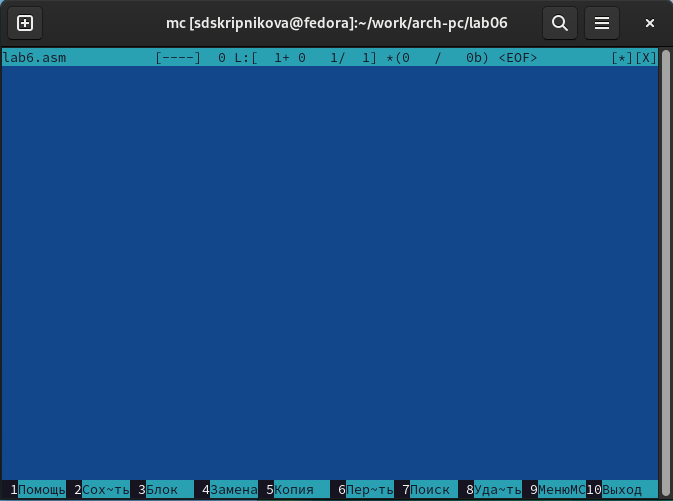 mc [sdskripnikova@fedora]:~/work/arch-pc/lab06
lab6.asm [----] 0 L:[ 1+ 0 1/ 1] *(0 / 0b) <EOF> [*][X]
1Помощь 2Сох~ть 3Блок 4Замена 5Копия 6Пер~ть 7Поиск 8Уда~ть 9МенюMC 10Выход